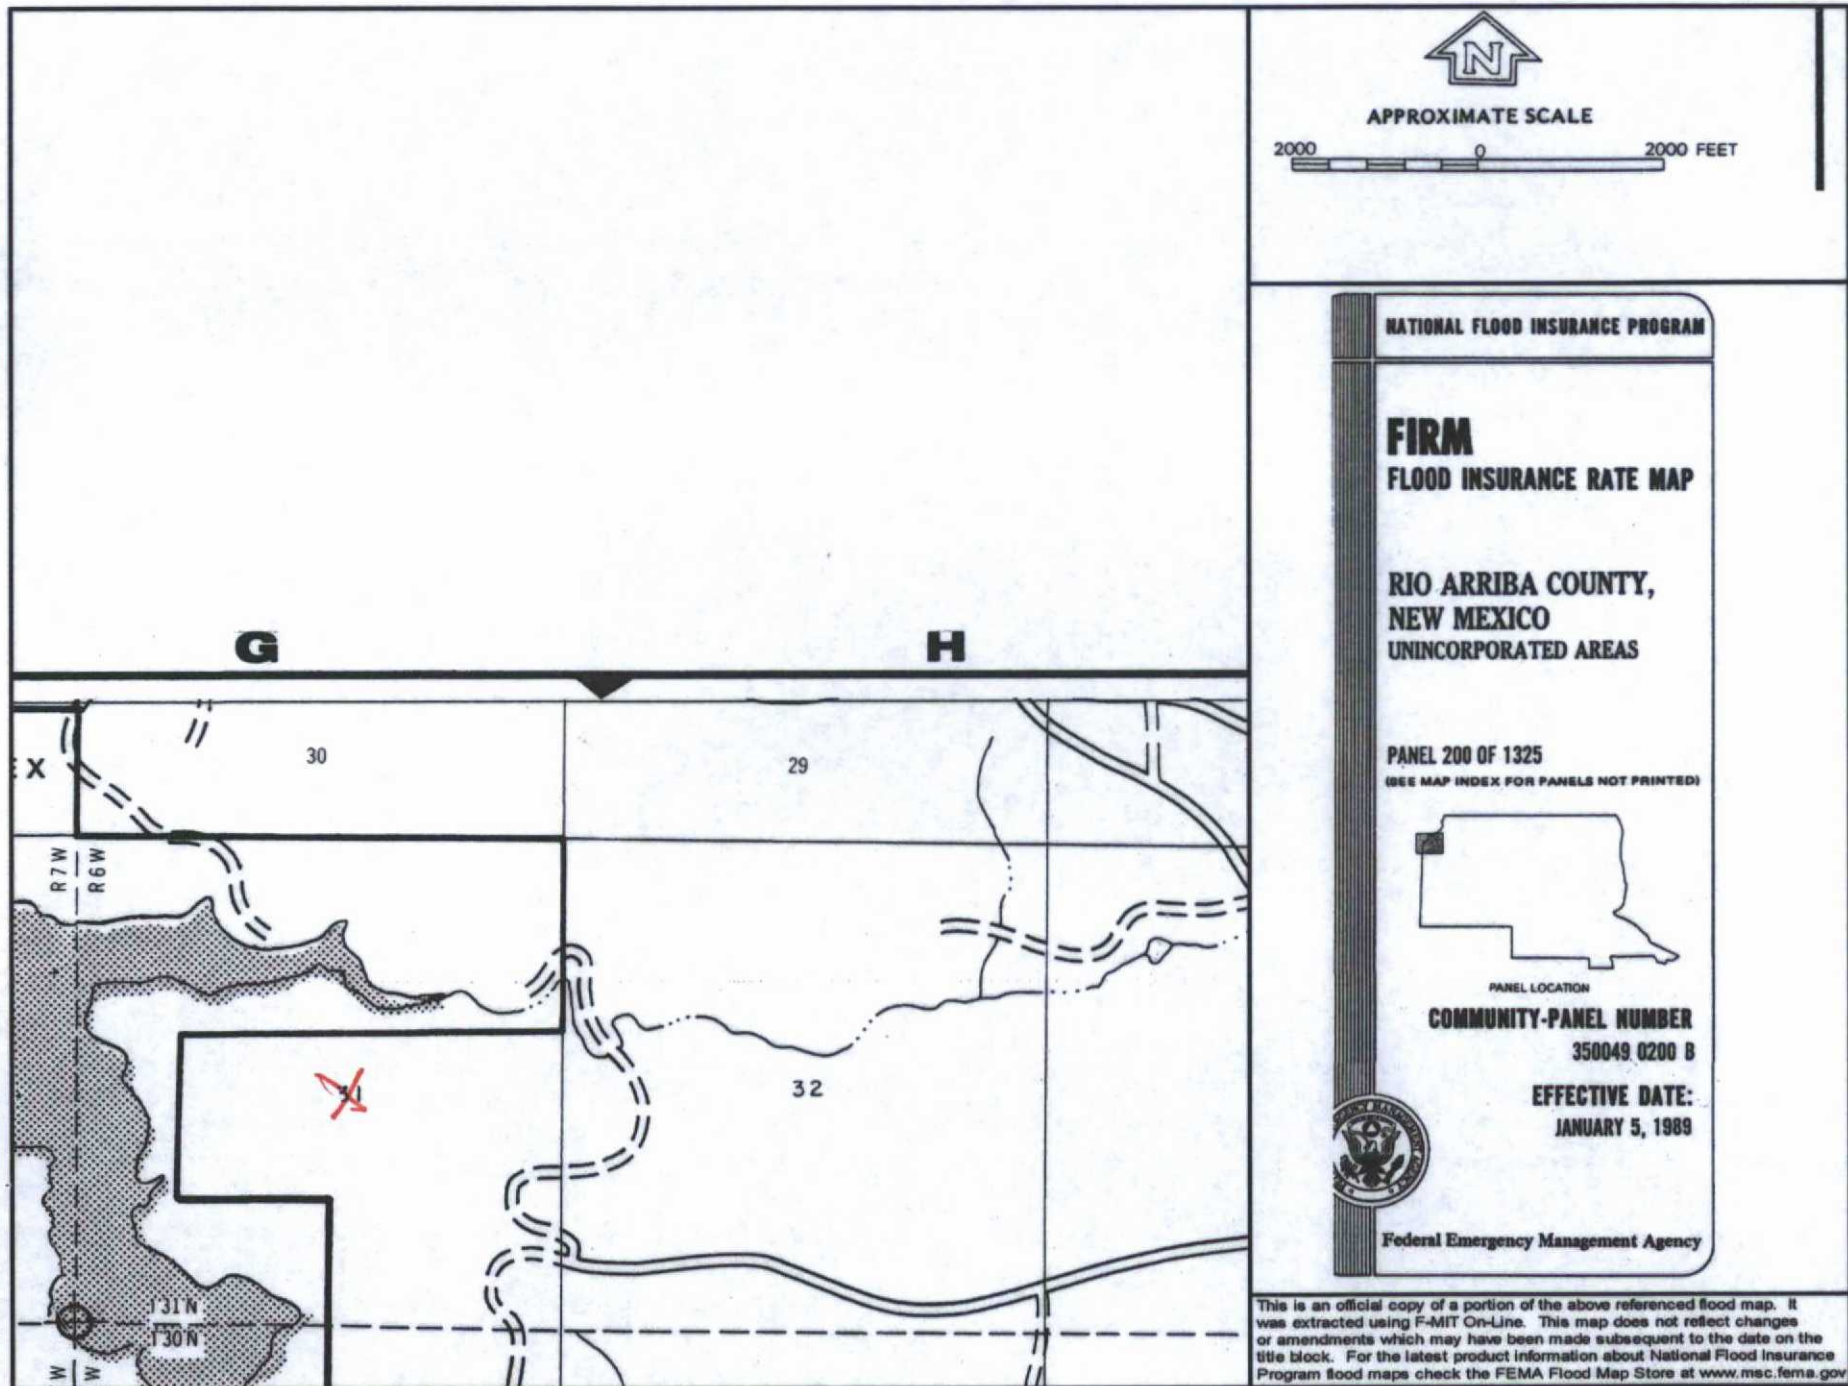 N
APPROXIMATE SCALE
2000 0 2000 FEET
NATIONAL FLOOD INSURANCE PROGRAM
FIRM
FLOOD INSURANCE RATE MAP
RIO ARRIBA COUNTY,
NEW MEXICO
UNINCORPORATED AREAS
PANEL 200 OF 1325
(SEE MAP INDEX FOR PANELS NOT PRINTED)
PANEL LOCATION
COMMUNITY-PANEL NUMBER
350049 0200 B
EFFECTIVE DATE:
JANUARY 5, 1989
Federal Emergency Management Agency
This is an official copy of a portion of the above referenced flood map. It
was extracted using F-MIT On-Line. This map does not reflect changes
or amendments which may have been made subsequent to the date on the
title block. For the latest product information about National Flood Insurance
Program flood maps check the FEMA Flood Map Store at www.msc.fema.gov
G H
X
30
29
R7W
R6W
31
32
T31N
T30N
W
W